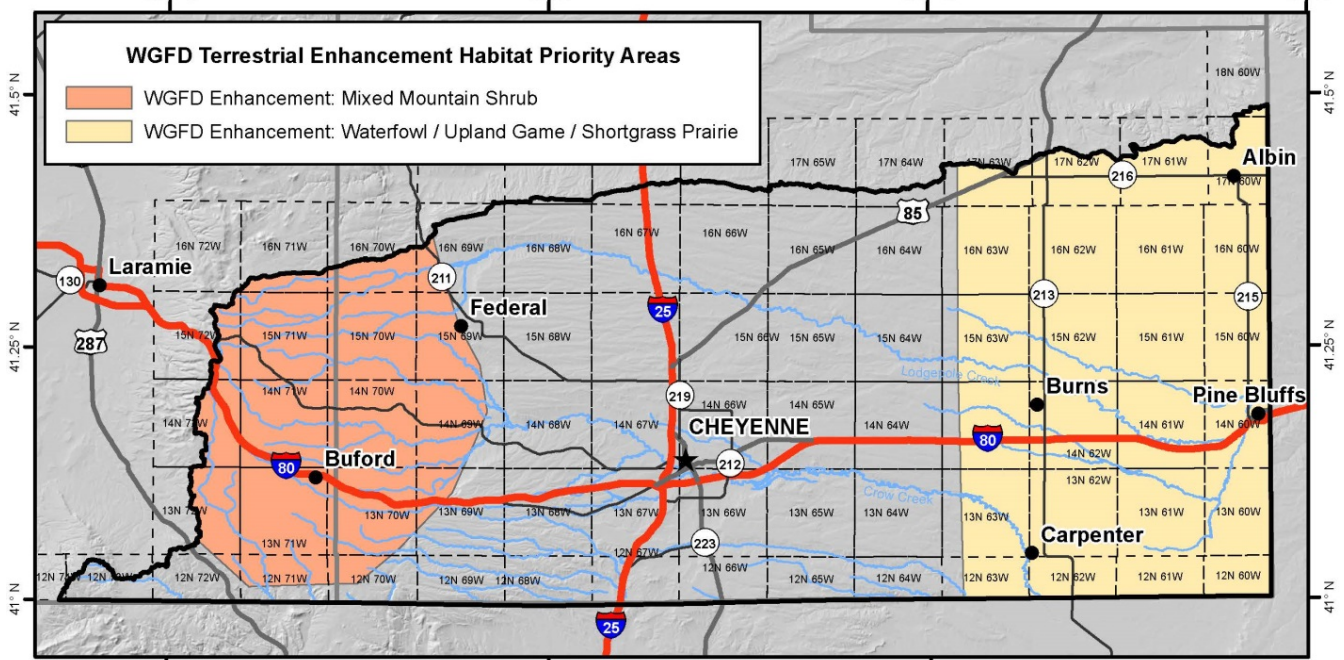 WGFD Terrestrial Enhancement Habitat Priority Areas
WGFD Enhancement: Mixed Mountain Shrub
WGFD Enhancement: Waterfowl / Upland Game / Shortgrass Prairie
18N 60W
41.5° N
41.5° N
17N 65W
17N 64W
17N 63W
17N 62W
17N 61W
Albin
216
17N 60W
85
16N 72W
16N 71W
16N 70W
16N 69W
16N 68W
16N 67W
16N 66W
16N 65W
16N 64W
16N 63W
16N 62W
16N 61W
16N 60W
130
Laramie
211
25
213
215
Federal
287
15N 72W
15N 71W
15N 70W
15N 69W
15N 68W
15N 66W
15N 65W
15N 64W
15N 63W
15N 62W
15N 61W
15N 60W
41.25° N
41.25° N
Lodgepole Creek
14N 71W
14N 70W
219
14N 66W
14N 65W
Burns
Pine Bluffs
14N 69W
14N 68W
14N 67W
CHEYENNE
14N 64W
80
14N 61W
14N 60W
14N 62W
80
Buford
212
13N 62W
Crow Creek
13N 70W
13N 69W
13N 68W
13N 67W
13N 66W
13N 65W
13N 64W
13N 63W
13N 61W
13N 60W
13N 71W
223
Carpenter
12N 67W
12N 66W
12N 72W
12N 71W
12N 70W
12N 69W
12N 68W
12N 65W
12N 64W
12N 63W
12N 62W
12N 61W
12N 60W
41° N
41° N
25